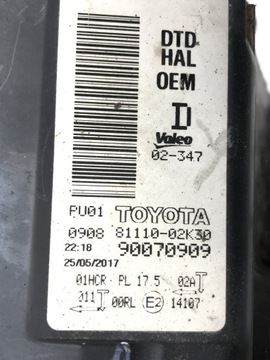 DTD
HAL
OEM
D
Valeo
02-347
PU01 TOYOTA
0908 81110-02K30
22:18 90070909
25/05/2017
01HCR PL 17.5 02A
011 00RL E2 14107